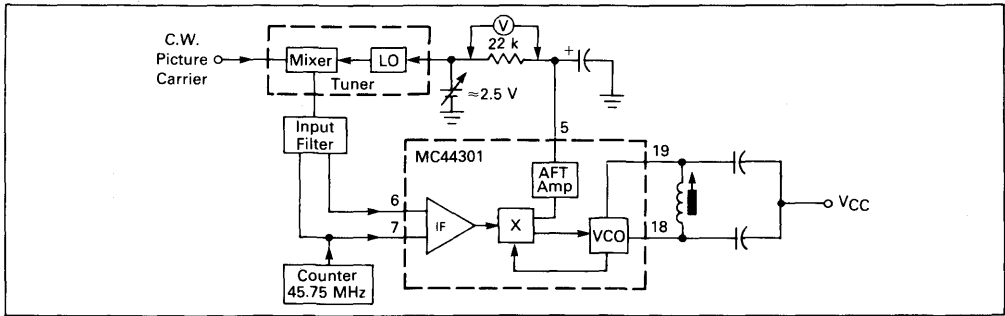 C.W.
Picture
Carrier
Mixer
LO
Tuner
V
22 k
+
≈2.5 V
Input
Filter
5
MC44301
AFT
Amp
19
6
7
IF
X
VCO
18
VCC
Counter
45.75 MHz